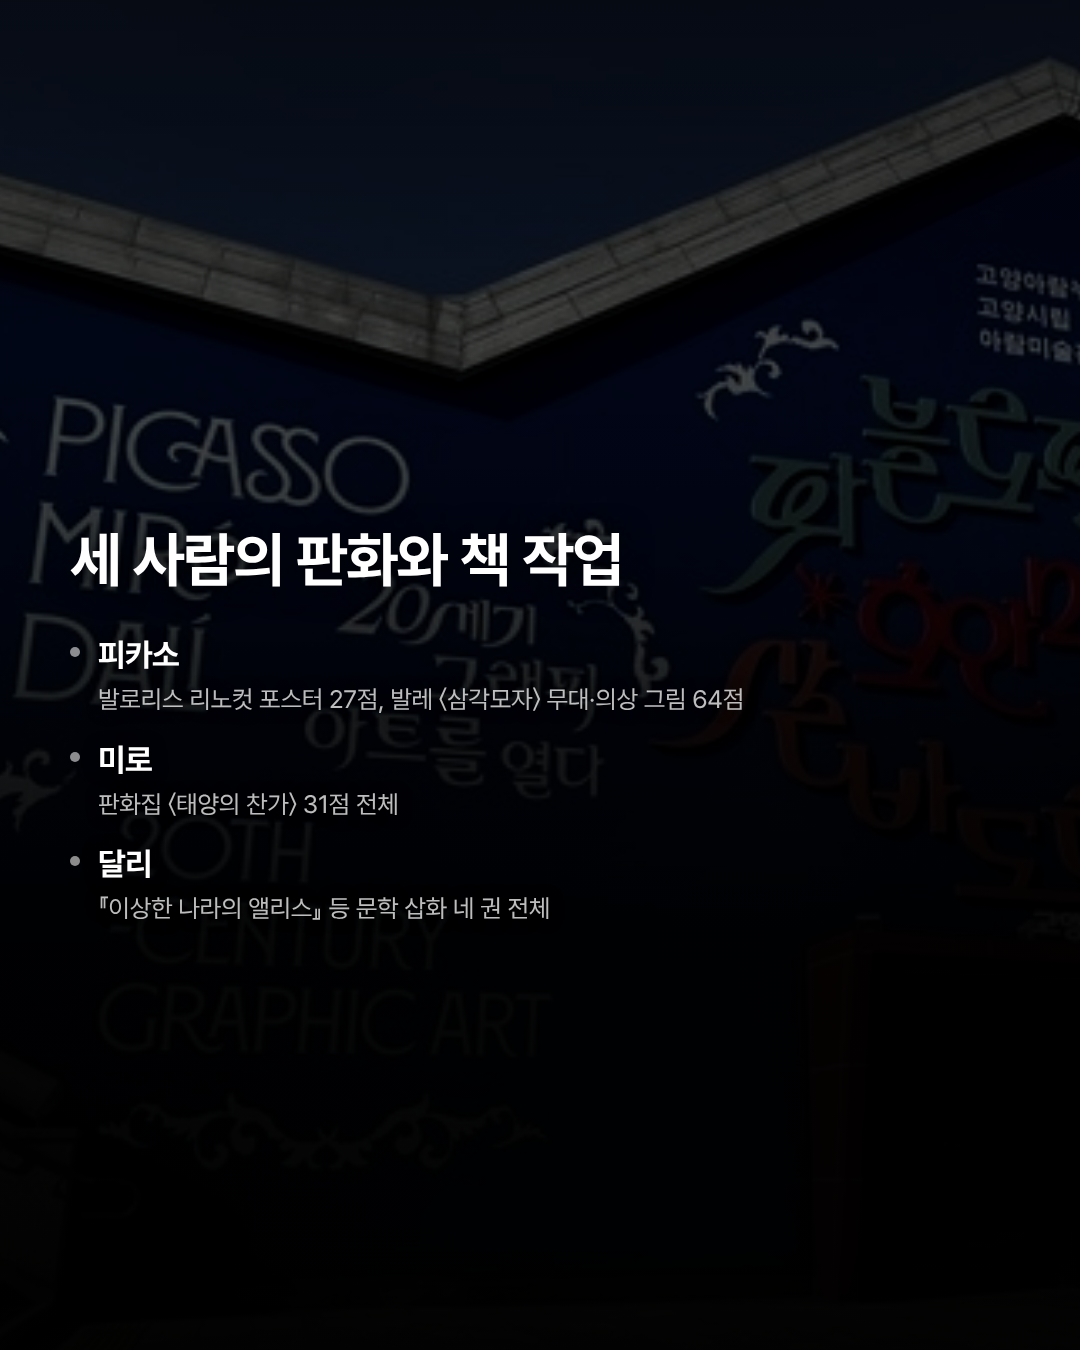 고양시립
PICASSO
MIRÓ
DALÍ
세 사람의 판화와 책 작업
20세기
그래픽
아트를 열다
• 피카소
발로리스 리노컷 포스터 27점, 발레 〈삼각모자〉 무대·의상 그림 64점
• 미로
판화집 〈태양의 찬가〉 31점 전체
• 달리
『이상한 나라의 앨리스』 등 문학 삽화 네 권 전체
20TH
-CENTURY
GRAPHIC ART